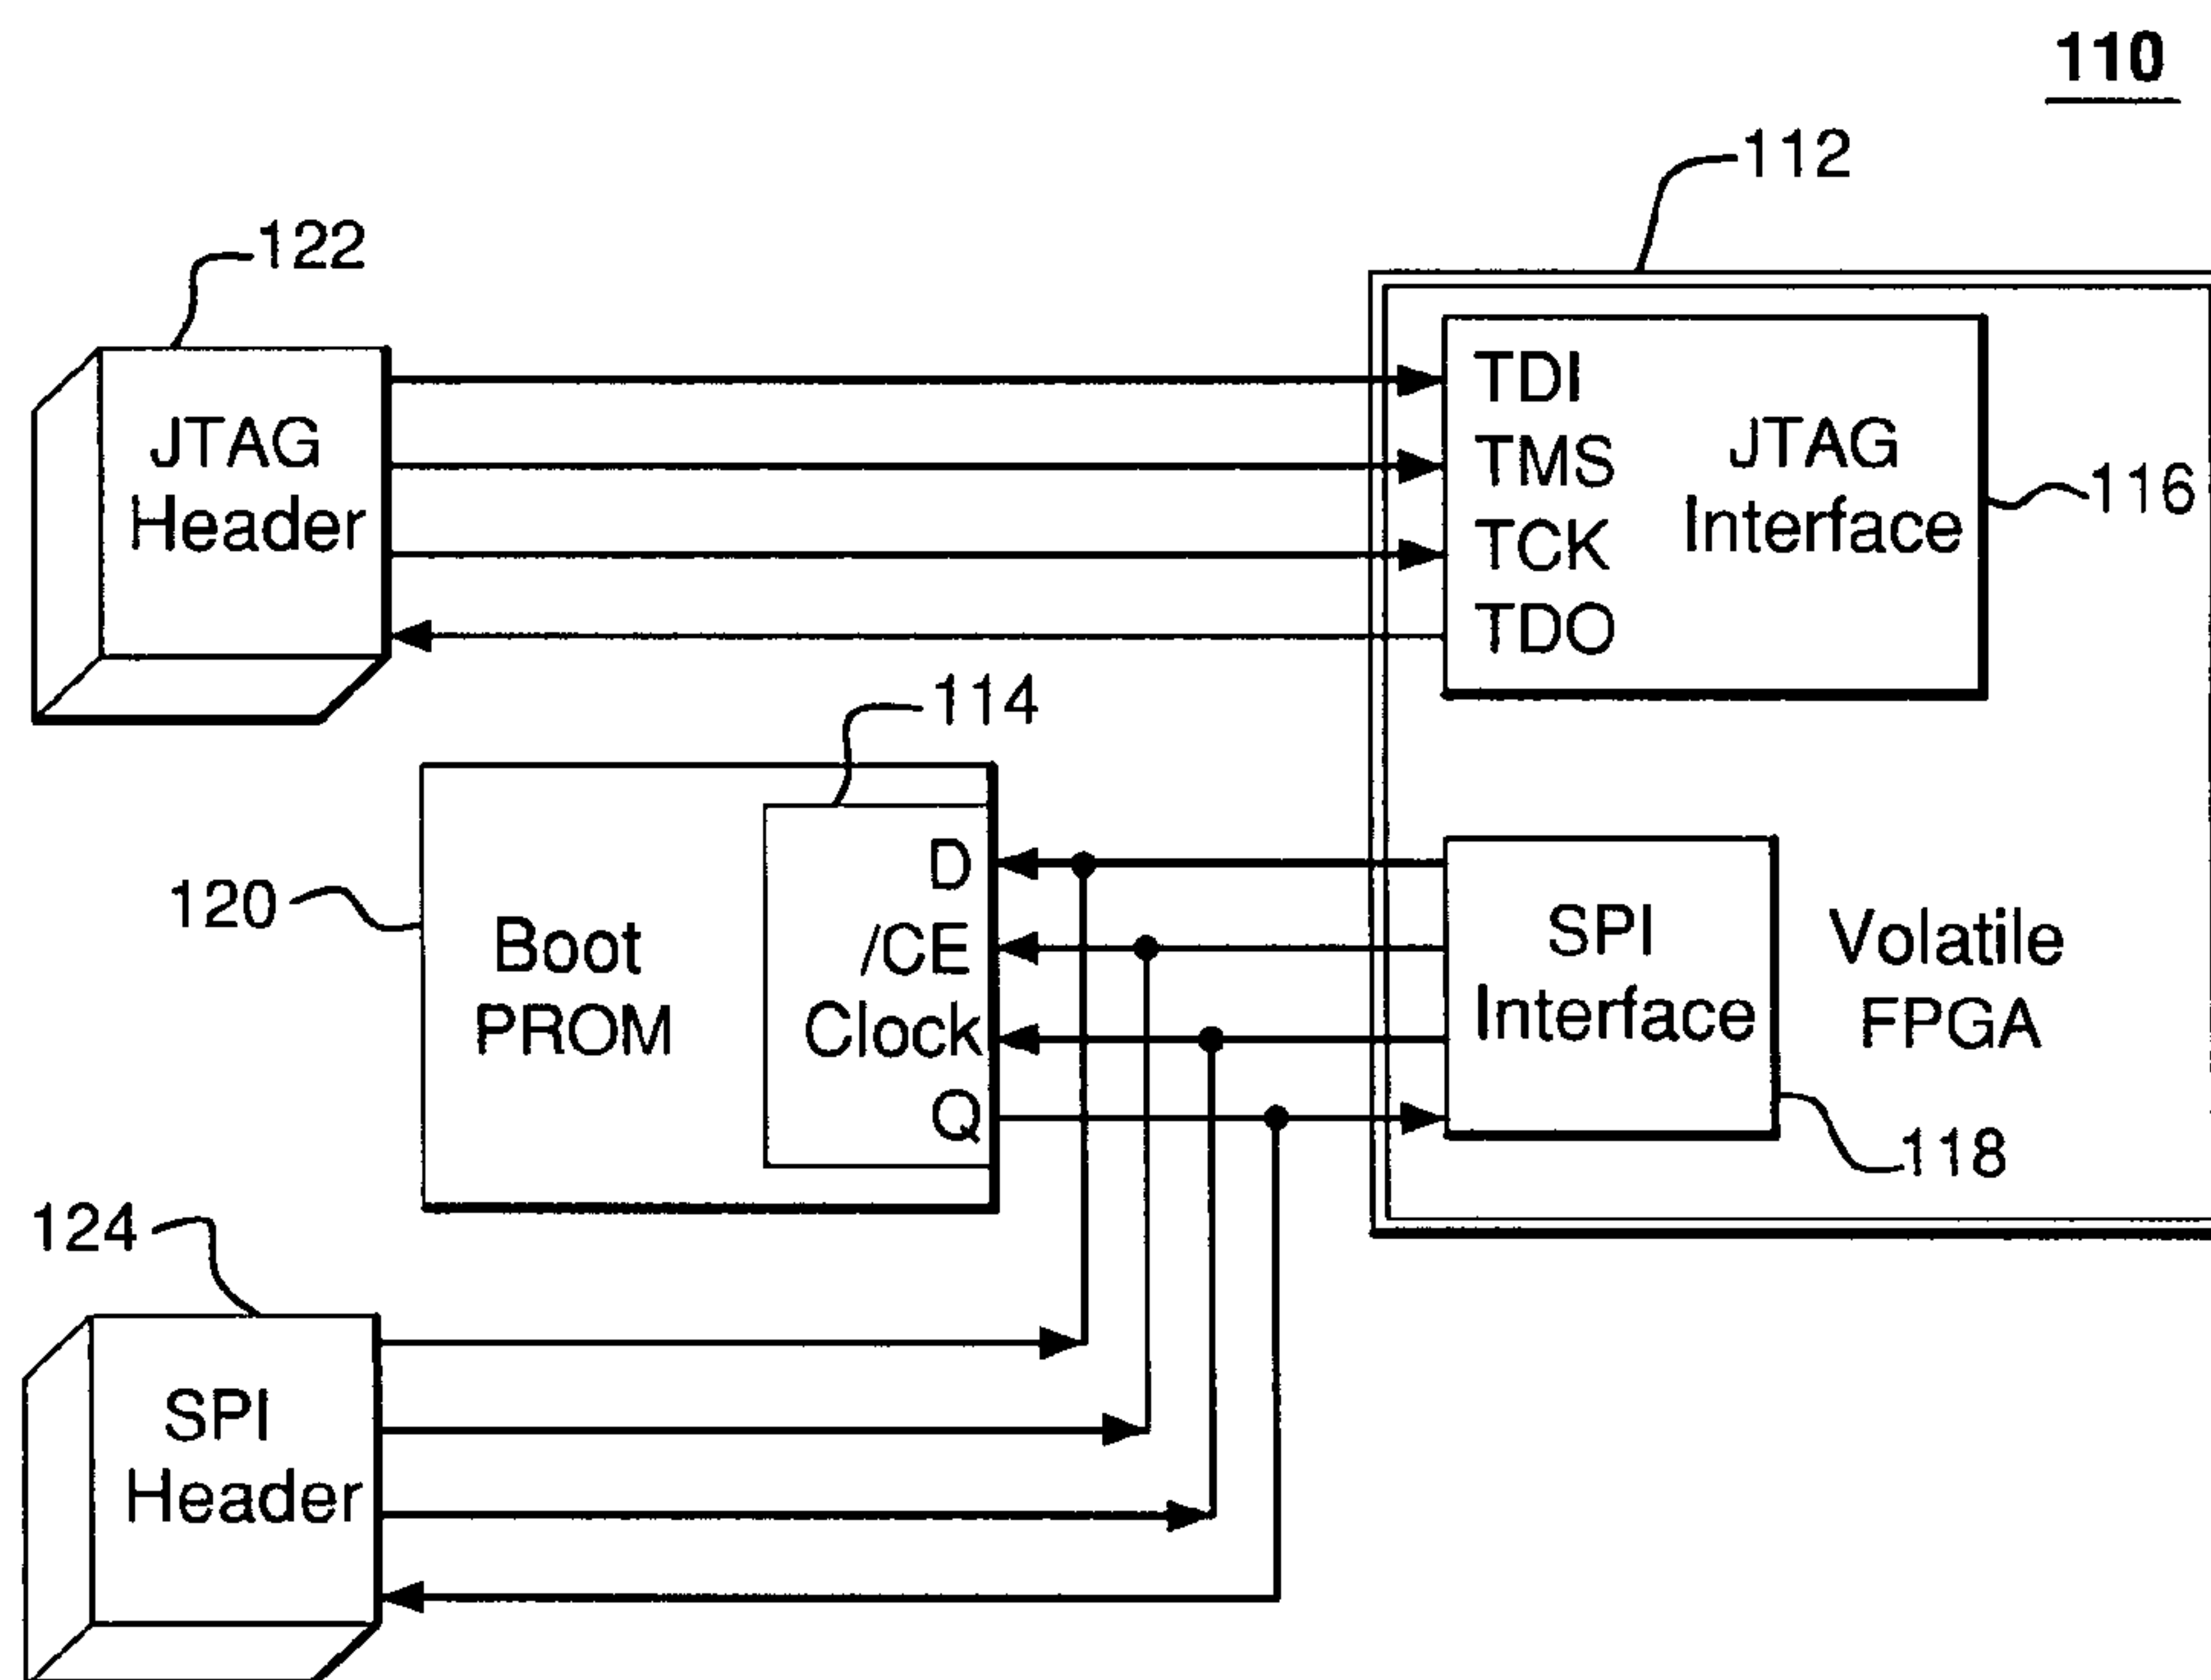 110
112
122
JTAG
Header
TDI
TMS
TCK
TDO
JTAG
Interface
116
114
120
Boot
PROM
D
/CE
Clock
Q
SPI
Interface
Volatile
FPGA
118
124
SPI
Header